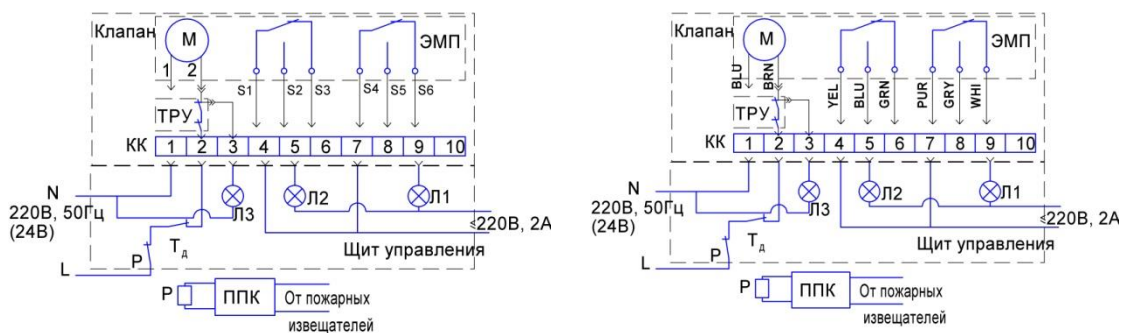 Клапан
М
ЭМП
1 2
S1 S2 S3 S4 S5 S6
ТРУ
КК 1 2 3 4 5 6 7 8 9 10
N
220В, 50Гц
(24В)
Л3 Л2 Л1
≤220В, 2А
Тд
Щит управления
Р
L
Р ППК От пожарных
извещателей
Клапан
М
ЭМП
BLU BRN YEL BLU GRN PUR GRY WHI
ТРУ
КК 1 2 3 4 5 6 7 8 9 10
N
220В, 50Гц
(24В)
Л3 Л2 Л1
≤220В, 2А
Тд
Щит управления
Р
L
Р ППК От пожарных
извещателей